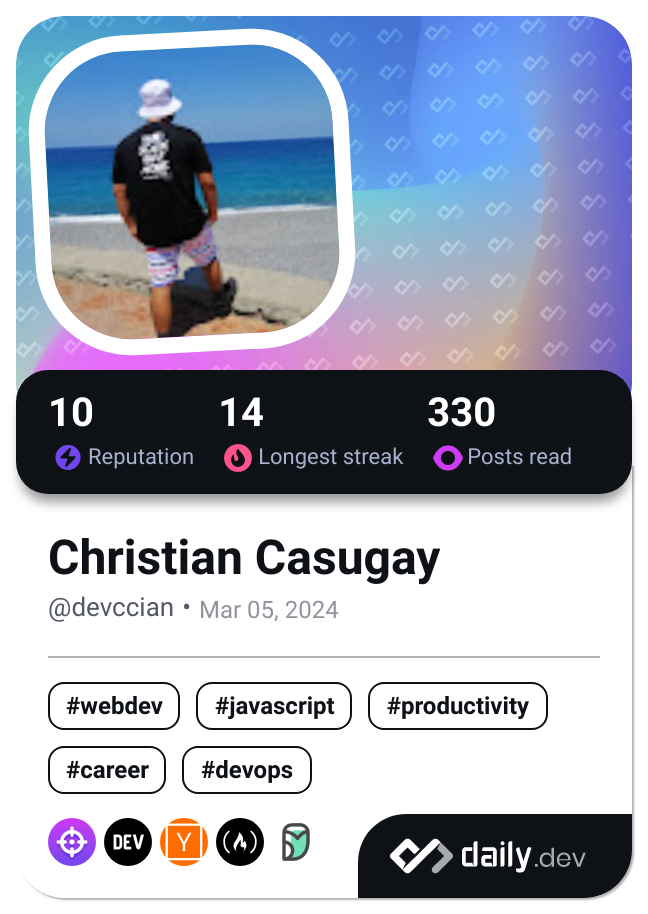 10 14 330
Reputation Longest streak Posts read
Christian Casugay
@devccian • Mar 05, 2024
#webdev #javascript #productivity
#career #devops
DEV Y
daily.dev